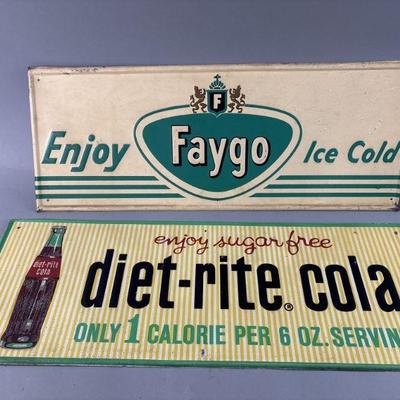 F
Enjoy Faygo Ice Cold
enjoy sugar free
diet-rite® cola
diet-rite
cola
ONLY 1 CALORIE PER 6 OZ. SERVIN